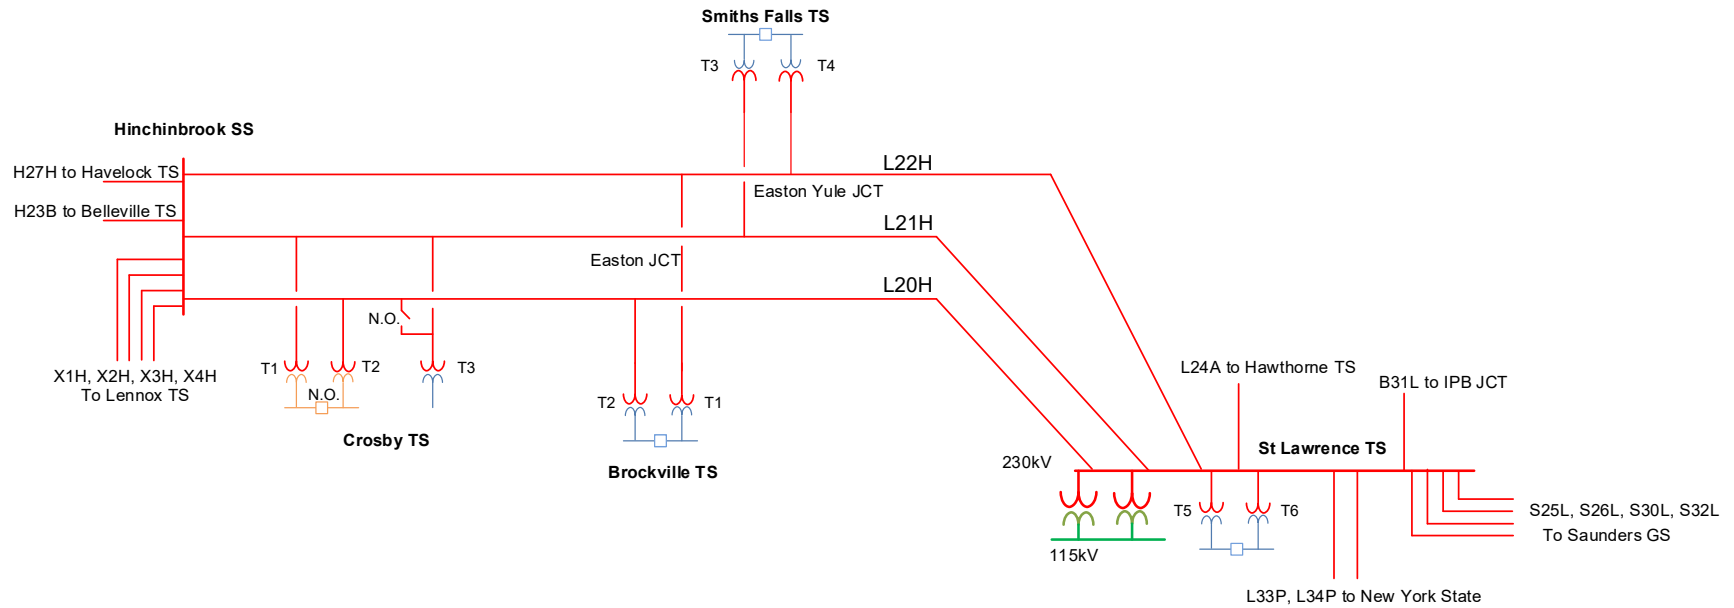 Smiths Falls TS
T3
T4
Hinchinbrook SS
H27H to Havelock TS
L22H
Easton Yule JCT
H23B to Belleville TS
L21H
Easton JCT
L20H
N.O.
T1
T2
T3
X1H, X2H, X3H, X4H
To Lennox TS
N.O.
Crosby TS
T2
T1
Brockville TS
L24A to Hawthorne TS
B31L to IPB JCT
St Lawrence TS
230kV
T5
T6
S25L, S26L, S30L, S32L
To Saunders GS
115kV
L33P, L34P to New York State